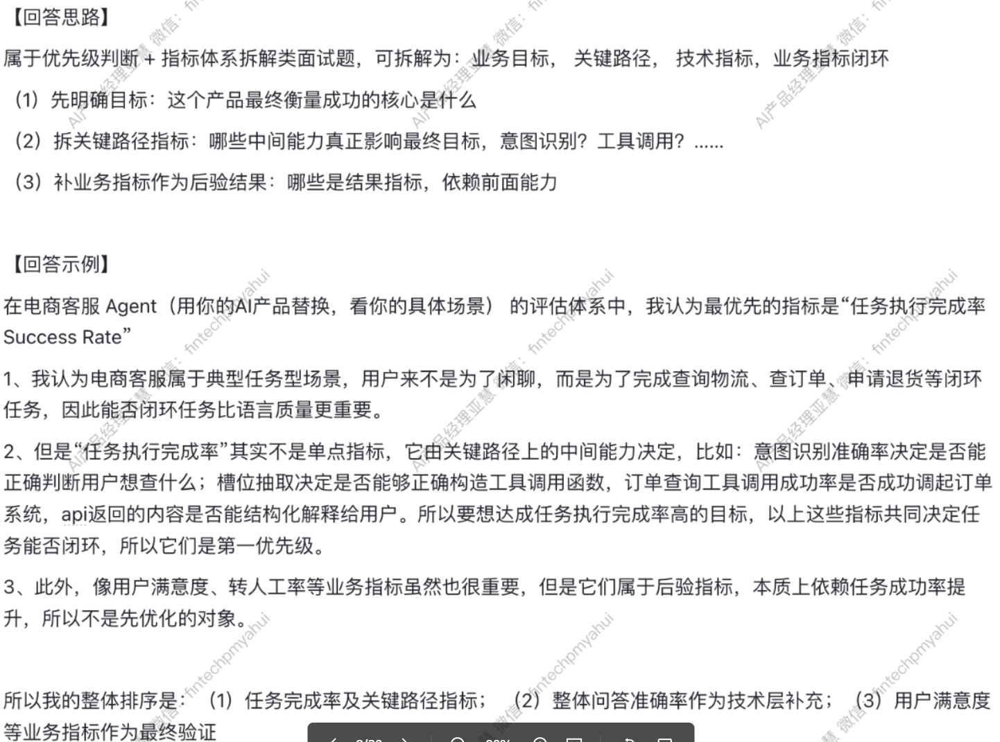 【回答思路】
属于优先级判断 + 指标体系拆解类面试题，可拆解为：业务目标， 关键路径， 技术指标，业务指标闭环
（1）先明确目标：这个产品最终衡量成功的核心是什么
（2）拆关键路径指标：哪些中间能力真正影响最终目标，意图识别？工具调用？......
（3）补业务指标作为后验结果：哪些是结果指标，依赖前面能力
【回答示例】
在电商客服 Agent（用你的AI产品替换，看你的具体场景） 的评估体系中，我认为最优先的指标是“任务执行完成率
Success Rate”
1、我认为电商客服属于典型任务型场景，用户来不是为了闲聊，而是为了完成查询物流、查订单、申请退货等闭环
任务，因此能否闭环任务比语言质量更重要。
2、但是“任务执行完成率”其实不是单点指标，它由关键路径上的中间能力决定，比如：意图识别准确率决定是否能
正确判断用户想查什么；槽位抽取决定是否能够正确构造工具调用函数，订单查询工具调用成功率是否成功调起订单
系统，api返回的内容是否能结构化解释给用户。所以要想达成任务执行完成率高的目标，以上这些指标共同决定任
务能否闭环，所以它们是第一优先级。
3、此外，像用户满意度、转人工率等业务指标虽然也很重要，但是它们属于后验指标，本质上依赖任务成功率提
升，所以不是先优化的对象。
所以我的整体排序是：（1）任务完成率及关键路径指标；（2）整体问答准确率作为技术层补充；（3）用户满意度
等业务指标作为最终验证
AI产品经理亚慧 微信：fintechpmyahui